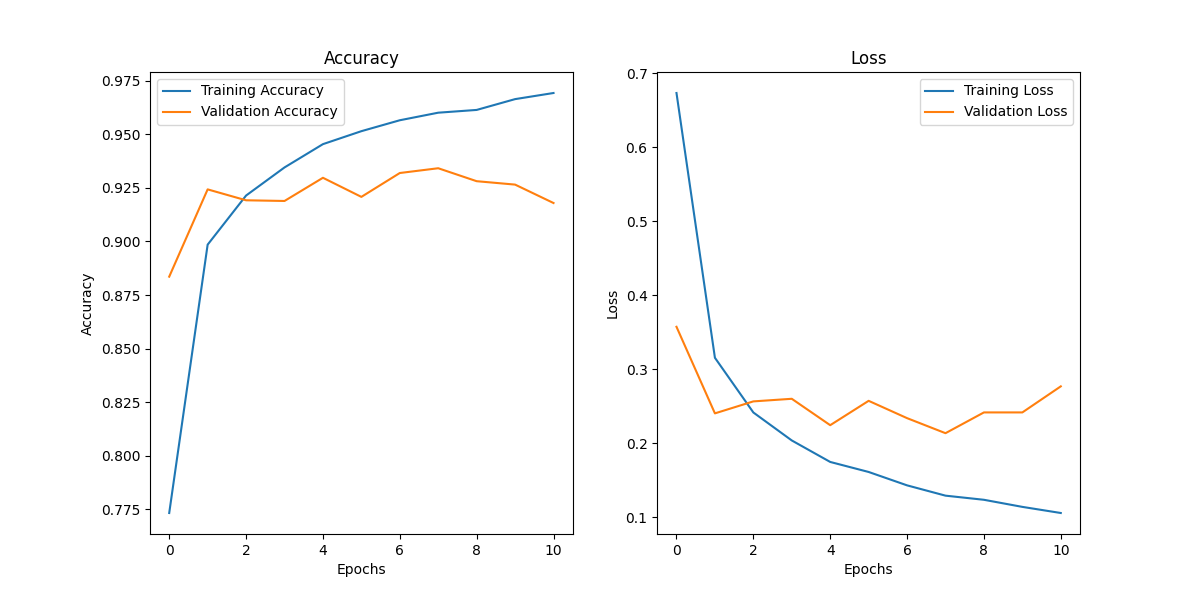 Accuracy
Training Accuracy
Validation Accuracy
0.975
0.950
0.925
0.900
0.875
0.850
0.825
0.800
0.775
Accuracy
0 2 4 6 8 10
Epochs
Loss
Training Loss
Validation Loss
0.7
0.6
0.5
0.4
0.3
0.2
0.1
Loss
0 2 4 6 8 10
Epochs